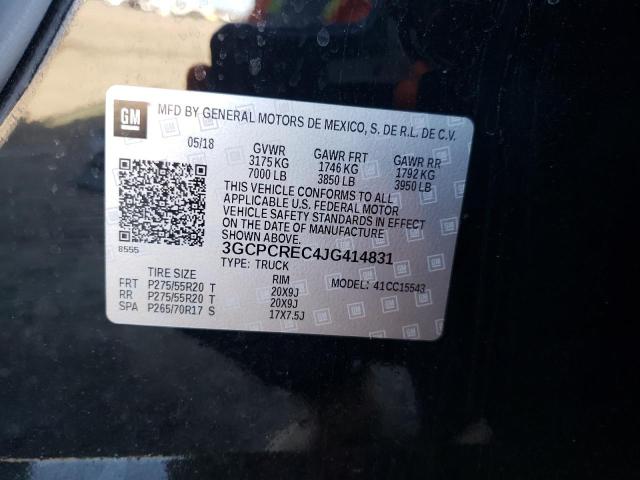 GM
MFD BY GENERAL MOTORS DE MEXICO, S. DE R.L. DE C.V.
05/18
GVWR GAWR FRT GAWR RR
3175 KG 1746 KG 1792 KG
7000 LB 3850 LB 3950 LB
THIS VEHICLE CONFORMS TO ALL
APPLICABLE U.S. FEDERAL MOTOR
VEHICLE SAFETY STANDARDS IN EFFECT
ON THE DATE OF MANUFACTURE
SHOWN ABOVE.
8555
3GCPCREC4JG414831
TYPE: TRUCK MODEL: 41CC15543
TIRE SIZE RIM
FRT P275/55R20 T 20X9J
RR P275/55R20 T 20X9J
SPA P265/70R17 S 17X7.5J